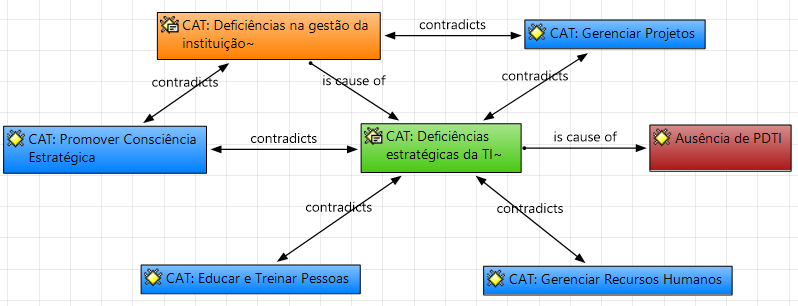 CAT: Deficiências na gestão da
instituição~
contradicts
CAT: Gerenciar Projetos
contradicts
is cause of
contradicts
CAT: Promover Consciência
Estratégica
contradicts
CAT: Deficiências
estratégicas da TI~
is cause of
Ausência de PDTI
contradicts
contradicts
CAT: Educar e Treinar Pessoas
CAT: Gerenciar Recursos Humanos